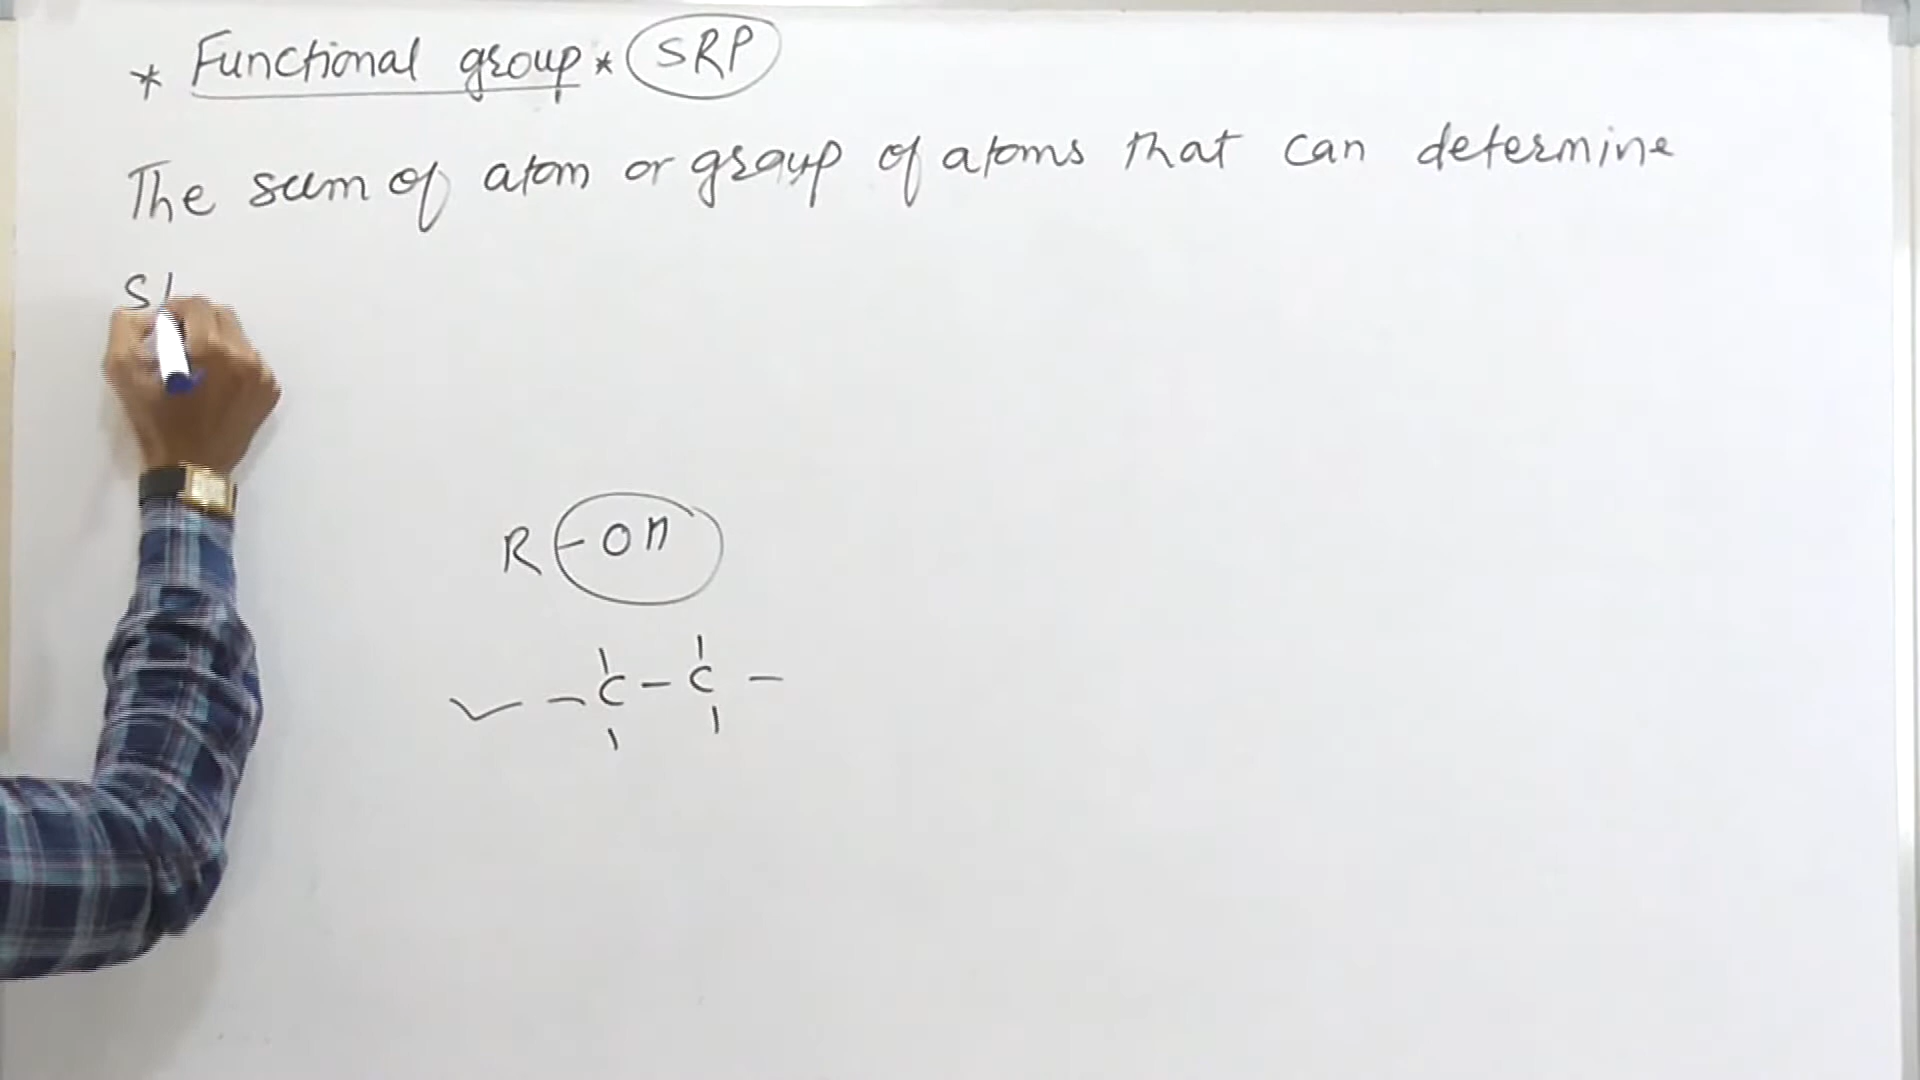 * Functional group * SRP
The sum of atom or group of atoms that can determine
R - OH
- C - C -